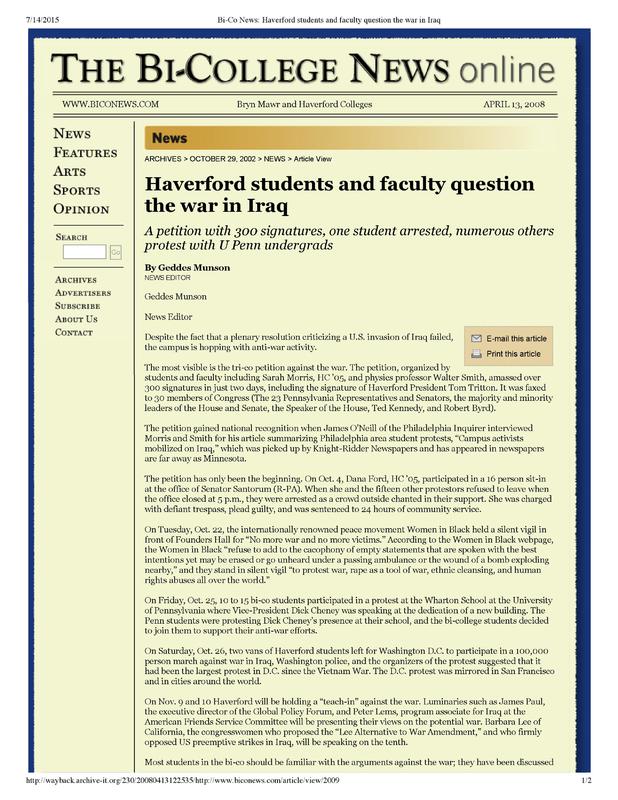 7/14/2015 Bi-Co News: Haverford students and faculty question the war in Iraq
THE BI-COLLEGE NEWS online
WWW.BICONEWS.COM Bryn Mawr and Haverford Colleges APRIL 13, 2008
NEWS
FEATURES
ARTS
SPORTS
OPINION
SEARCH
Go
ARCHIVES
ADVERTISERS
SUBSCRIBE
ABOUT US
CONTACT
News
ARCHIVES > OCTOBER 29, 2002 > NEWS > Article View
Haverford students and faculty question
the war in Iraq
A petition with 300 signatures, one student arrested, numerous others
protest with U Penn undergrads
By Geddes Munson
NEWS EDITOR
Geddes Munson
News Editor
E-mail this article
Print this article
Despite the fact that a plenary resolution criticizing a U.S. invasion of Iraq failed,
the campus is hopping with anti-war activity.
The most visible is the tri-co petition against the war. The petition, organized by
students and faculty including Sarah Morris, HC '05, and physics professor Walter Smith, amassed over
300 signatures in just two days, including the signature of Haverford President Tom Tritton. It was faxed
to 30 members of Congress (The 23 Pennsylvania Representatives and Senators, the majority and minority
leaders of the House and Senate, the Speaker of the House, Ted Kennedy, and Robert Byrd).
The petition gained national recognition when James O'Neill of the Philadelphia Inquirer interviewed
Morris and Smith for his article summarizing Philadelphia area student protests, "Campus activists
mobilized on Iraq," which was picked up by Knight-Ridder Newspapers and has appeared in newspapers
are far away as Minnesota.
The petition has only been the beginning. On Oct. 4, Dana Ford, HC '05, participated in a 16 person sit-in
at the office of Senator Santorum (R-PA). When she and the fifteen other protestors refused to leave when
the office closed at 5 p.m., they were arrested as a crowd outside chanted in their support. She was charged
with defiant trespass, plead guilty, and was sentenced to 24 hours of community service.
On Tuesday, Oct. 22, the internationally renowned peace movement Women in Black held a silent vigil in
front of Founders Hall for "No more war and no more victims." According to the Women in Black webpage,
the Women in Black "refuse to add to the cacophony of empty statements that are spoken with the best
intentions yet may be erased or go unheard under a passing ambulance or the wound of a bomb exploding
nearby," and they stand in silent vigil "to protest war, rape as a tool of war, ethnic cleansing, and human
rights abuses all over the world."
On Friday, Oct. 25, 10 to 15 bi-co students participated in a protest at the Wharton School at the University
of Pennsylvania where Vice-President Dick Cheney was speaking at the dedication of a new building. The
Penn students were protesting Dick Cheney's presence at their school, and the bi-college students decided
to join them to support their anti-war efforts.
On Saturday, Oct. 26, two vans of Haverford students left for Washington D.C. to participate in a 100,000
person march against war in Iraq, Washington police, and the organizers of the protest suggested that it
had been the largest protest in D.C. since the Vietnam War. The D.C. protest was mirrored in San Francisco
and in cities around the world.
On Nov. 9 and 10 Haverford will be holding a "teach-in" against the war. Luminaries such as James Paul,
the executive director of the Global Policy Forum, and Peter Lems, program associate for Iraq at the
American Friends Service Committee will be presenting their views on the potential war. Barbara Lee of
California, the congresswomen who proposed the "Lee Alternative to War Amendment," and who firmly
opposed US preemptive strikes in Iraq, will be speaking on the tenth.
Most students in the bi-co should be familiar with the arguments against the war; they have been discussed
http://wayback.archive-it.org/230/20080413122535/http://www.biconews.com/article/view/2009 1/2